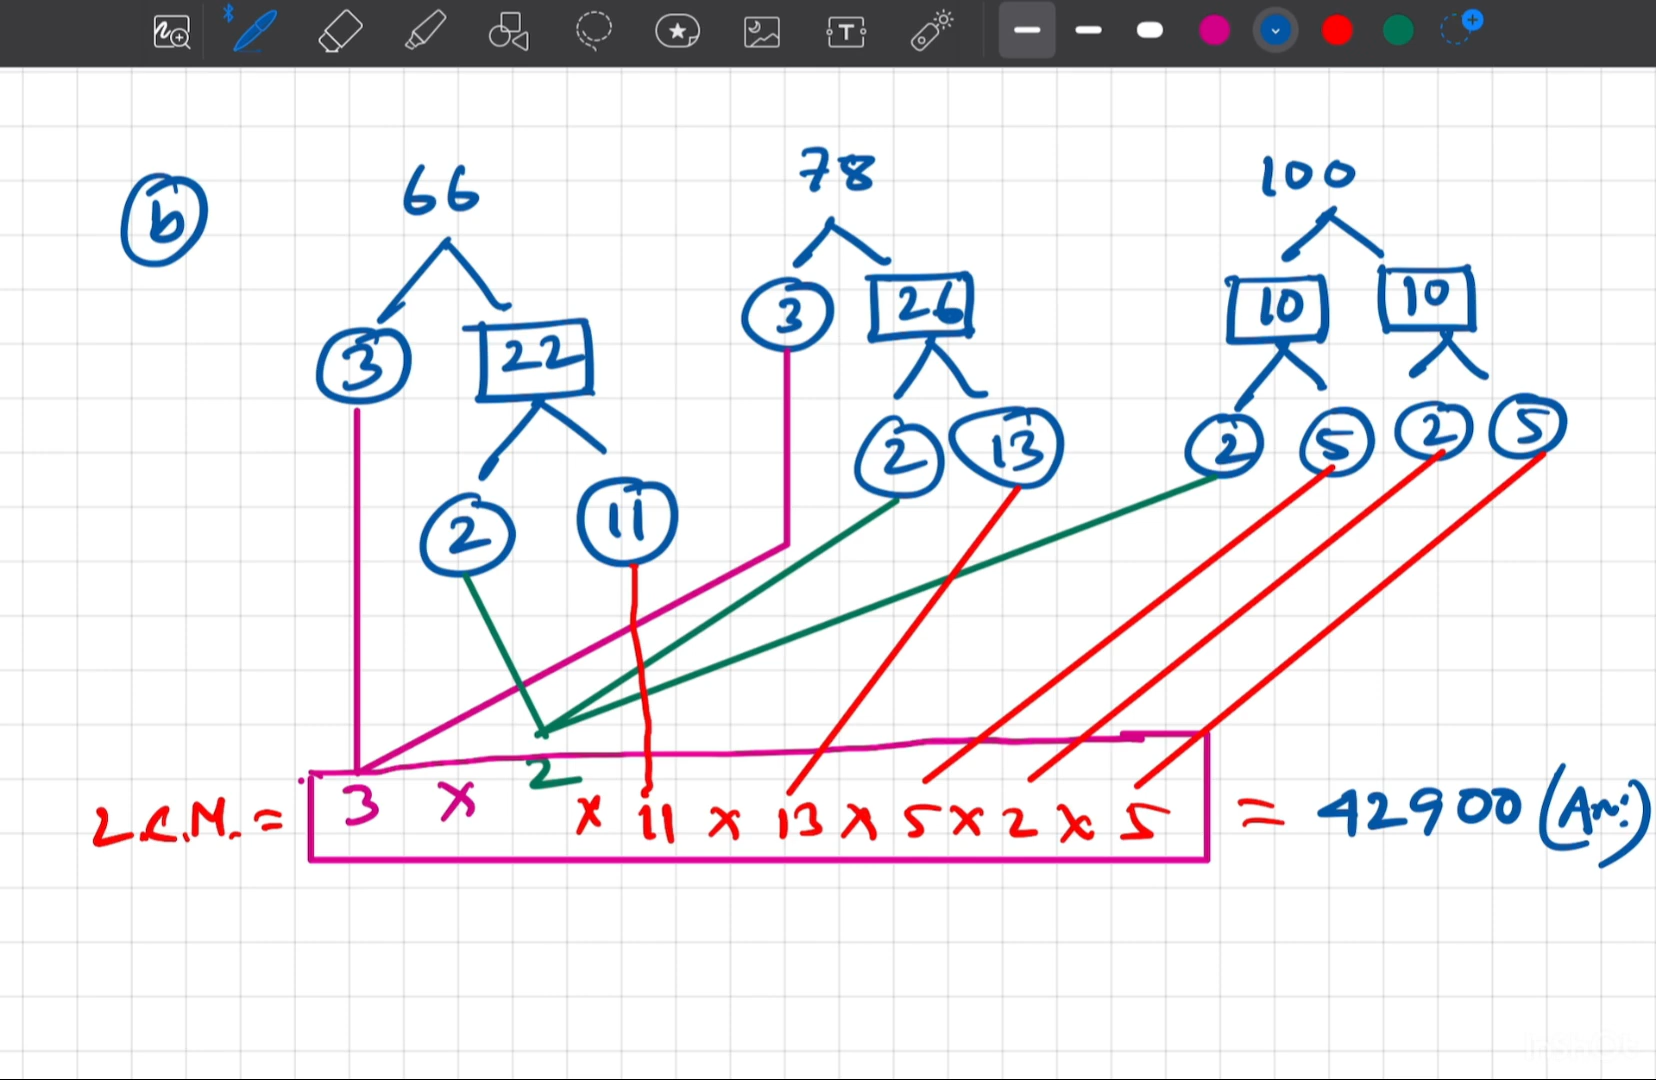 b 66 78 100
3 22 3 26 10 10
2 11 2 13 2 5 2 5
L.C.M. = 3 x 2 x 11 x 13 x 5 x 2 x 5 = 42900 (Ans:)